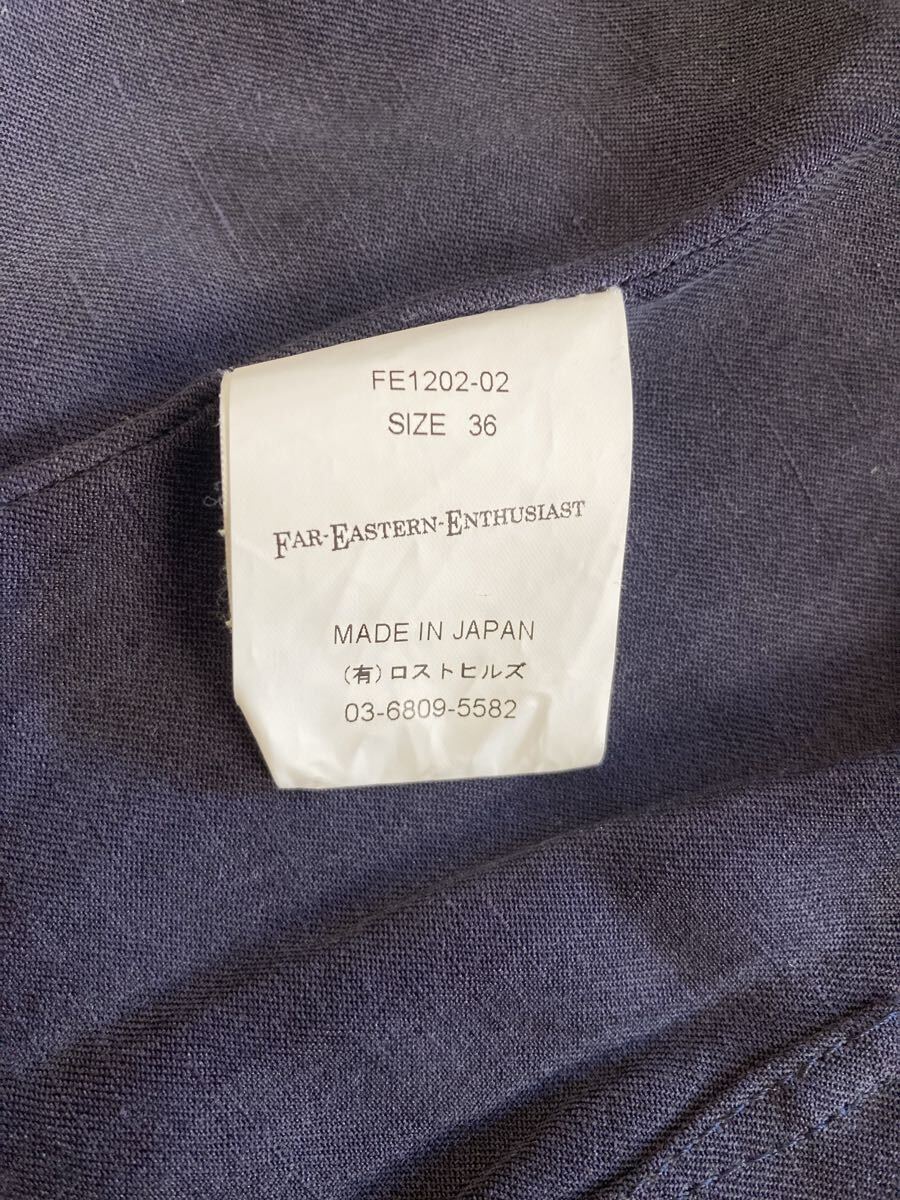 FE1202-02
SIZE 36
FAR-EASTERN-ENTHUSIAST
MADE IN JAPAN
(有)ロストヒルズ
03-6809-5582